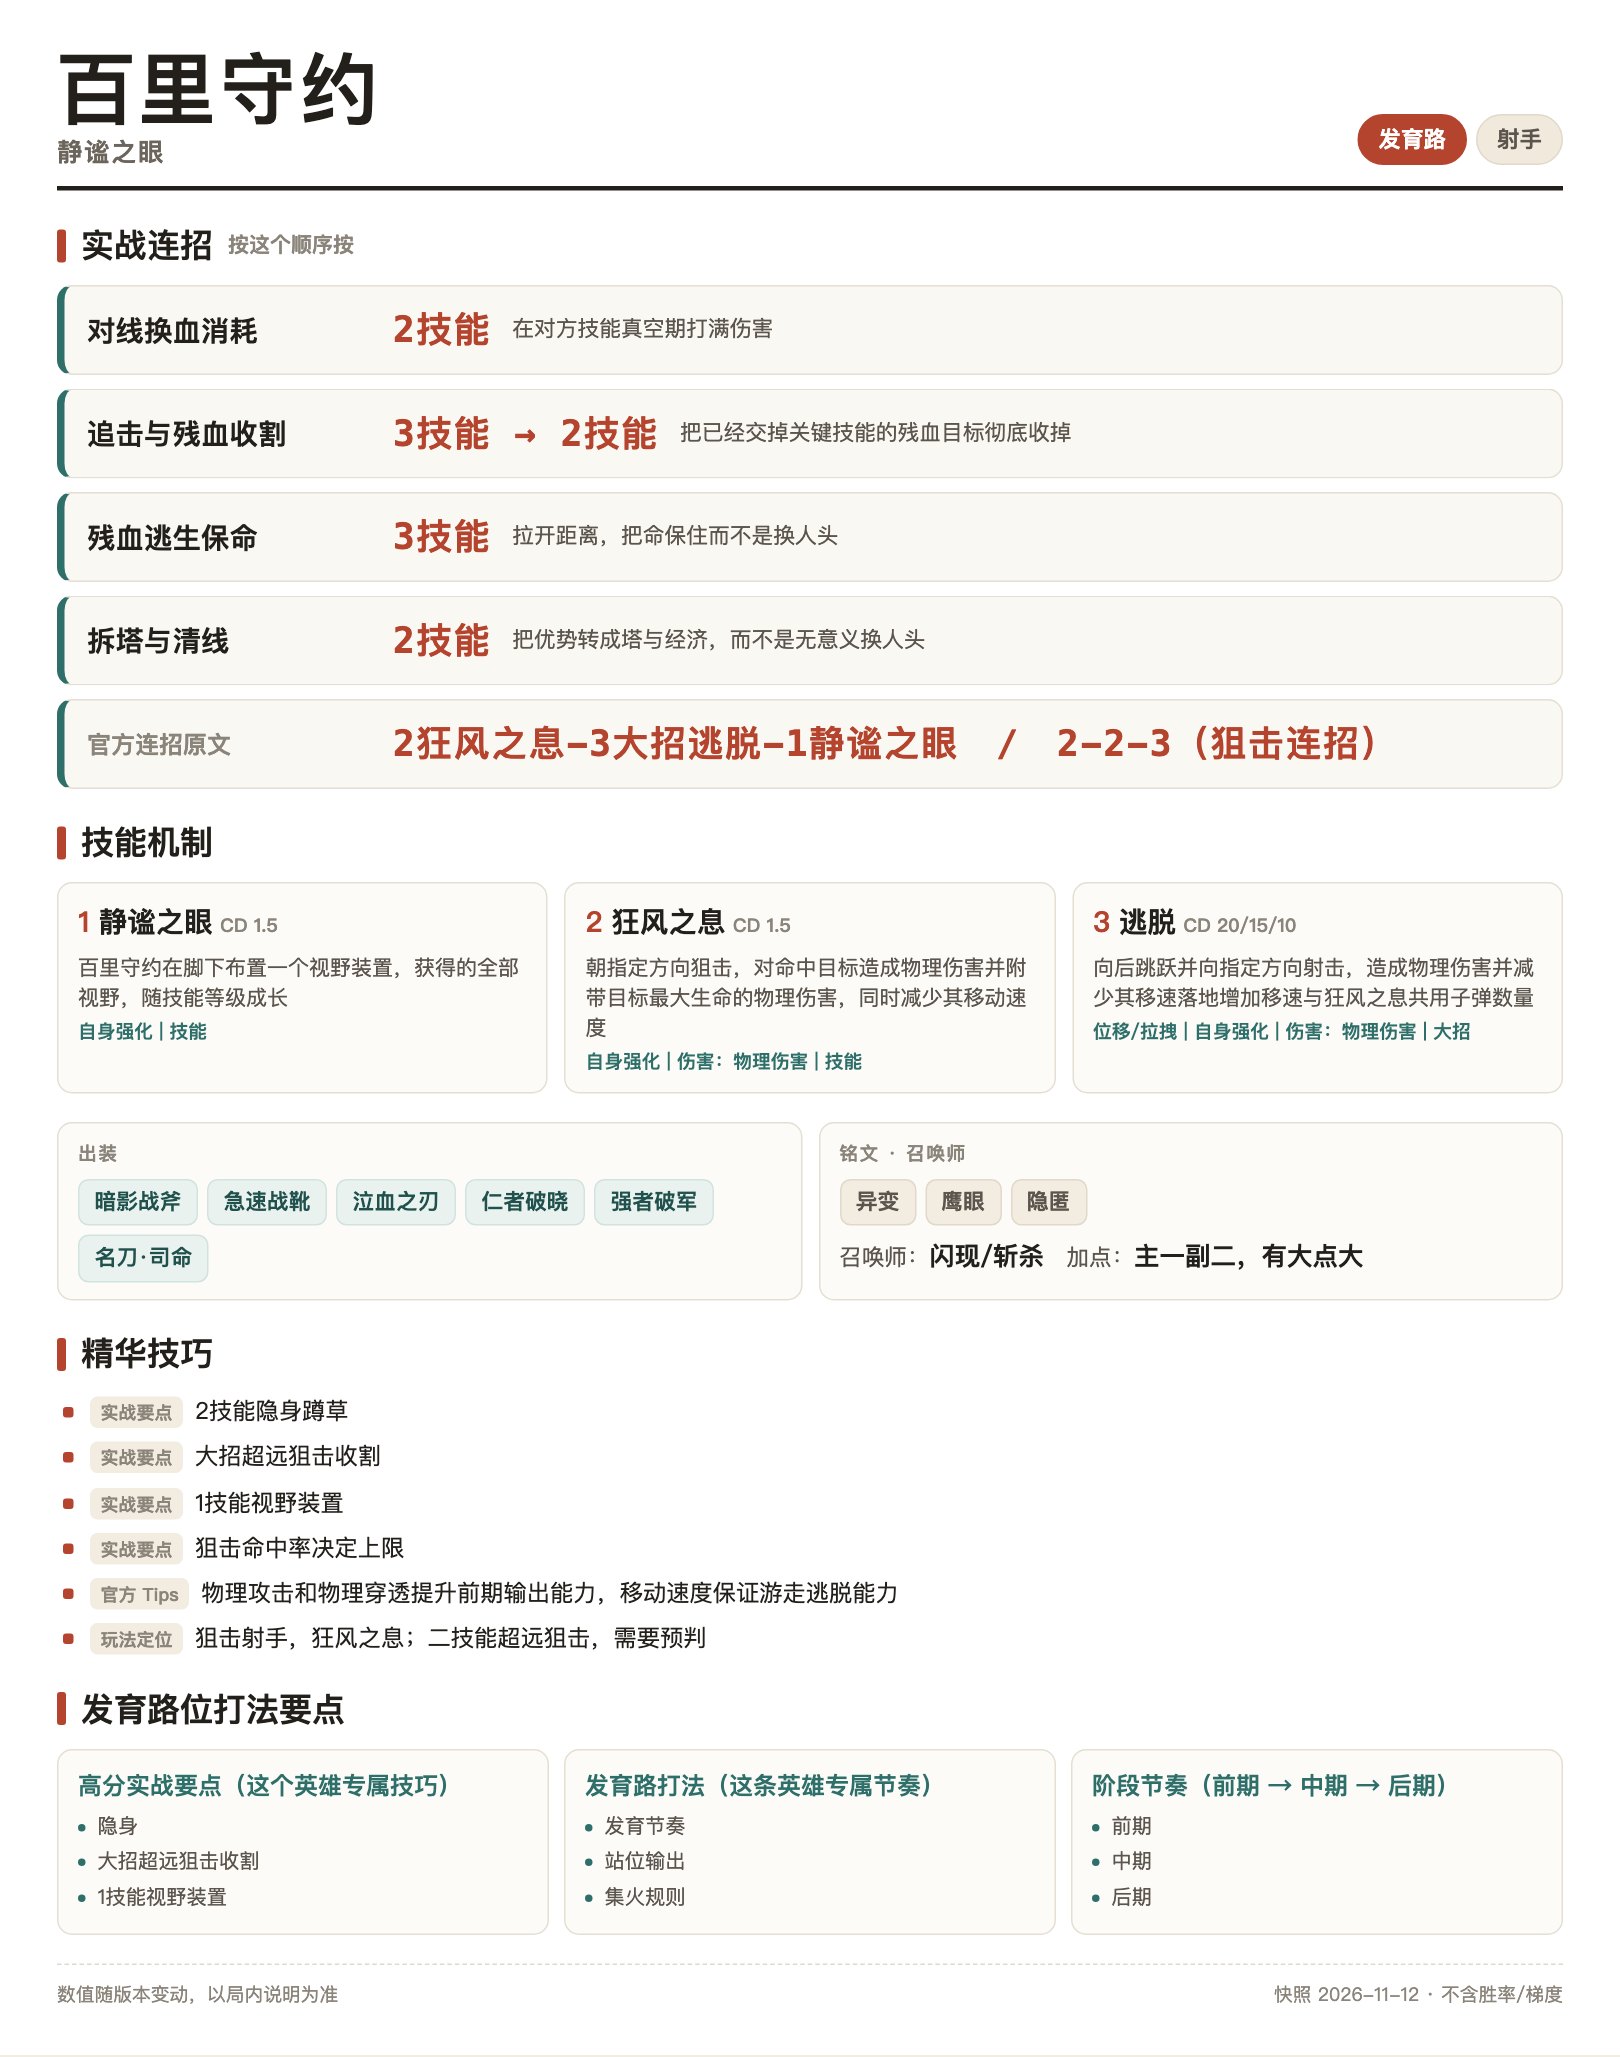 百里守约
静谧之眼
发育路 射手
实战连招 按这个顺序按
对线换血消耗 2技能 在对方技能真空期打满伤害
追击与残血收割 3技能 → 2技能 把已经交掉关键技能的残血目标彻底收掉
残血逃生保命 3技能 拉开距离，把命保住而不是换人头
拆塔与清线 2技能 把优势转成塔与经济，而不是无意义换人头
官方连招原文 2狂风之息–3大招逃脱–1静谧之眼 / 2–2–3（狙击连招）
技能机制
1 静谧之眼 CD 1.5
百里守约在脚下布置一个视野装置，获得的全部
视野，随技能等级成长
自身强化 | 技能
2 狂风之息 CD 1.5
朝指定方向狙击，对命中目标造成物理伤害并附
带目标最大生命的物理伤害，同时减少其移动速
度
自身强化 | 伤害：物理伤害 | 技能
3 逃脱 CD 20/15/10
向后跳跃并向指定方向射击，造成物理伤害并减
少其移速落地增加移速与狂风之息共用子弹数量
位移/拉拽 | 自身强化 | 伤害：物理伤害 | 大招
出装
暗影战斧 急速战靴 泣血之刃 仁者破晓 强者破军
名刀·司命
铭文 · 召唤师
异变 鹰眼 隐匿
召唤师：闪现/斩杀 加点：主一副二，有大点大
精华技巧
实战要点 2技能隐身蹲草
实战要点 大招超远狙击收割
实战要点 1技能视野装置
实战要点 狙击命中率决定上限
官方 Tips 物理攻击和物理穿透提升前期输出能力，移动速度保证游走逃脱能力
玩法定位 狙击射手，狂风之息；二技能超远狙击，需要预判
发育路位打法要点
高分实战要点（这个英雄专属技巧）
隐身
大招超远狙击收割
1技能视野装置
发育路打法（这条英雄专属节奏）
发育节奏
站位输出
集火规则
阶段节奏（前期 → 中期 → 后期）
前期
中期
后期
数值随版本变动，以局内说明为准
快照 2026–11–12 · 不含胜率/梯度